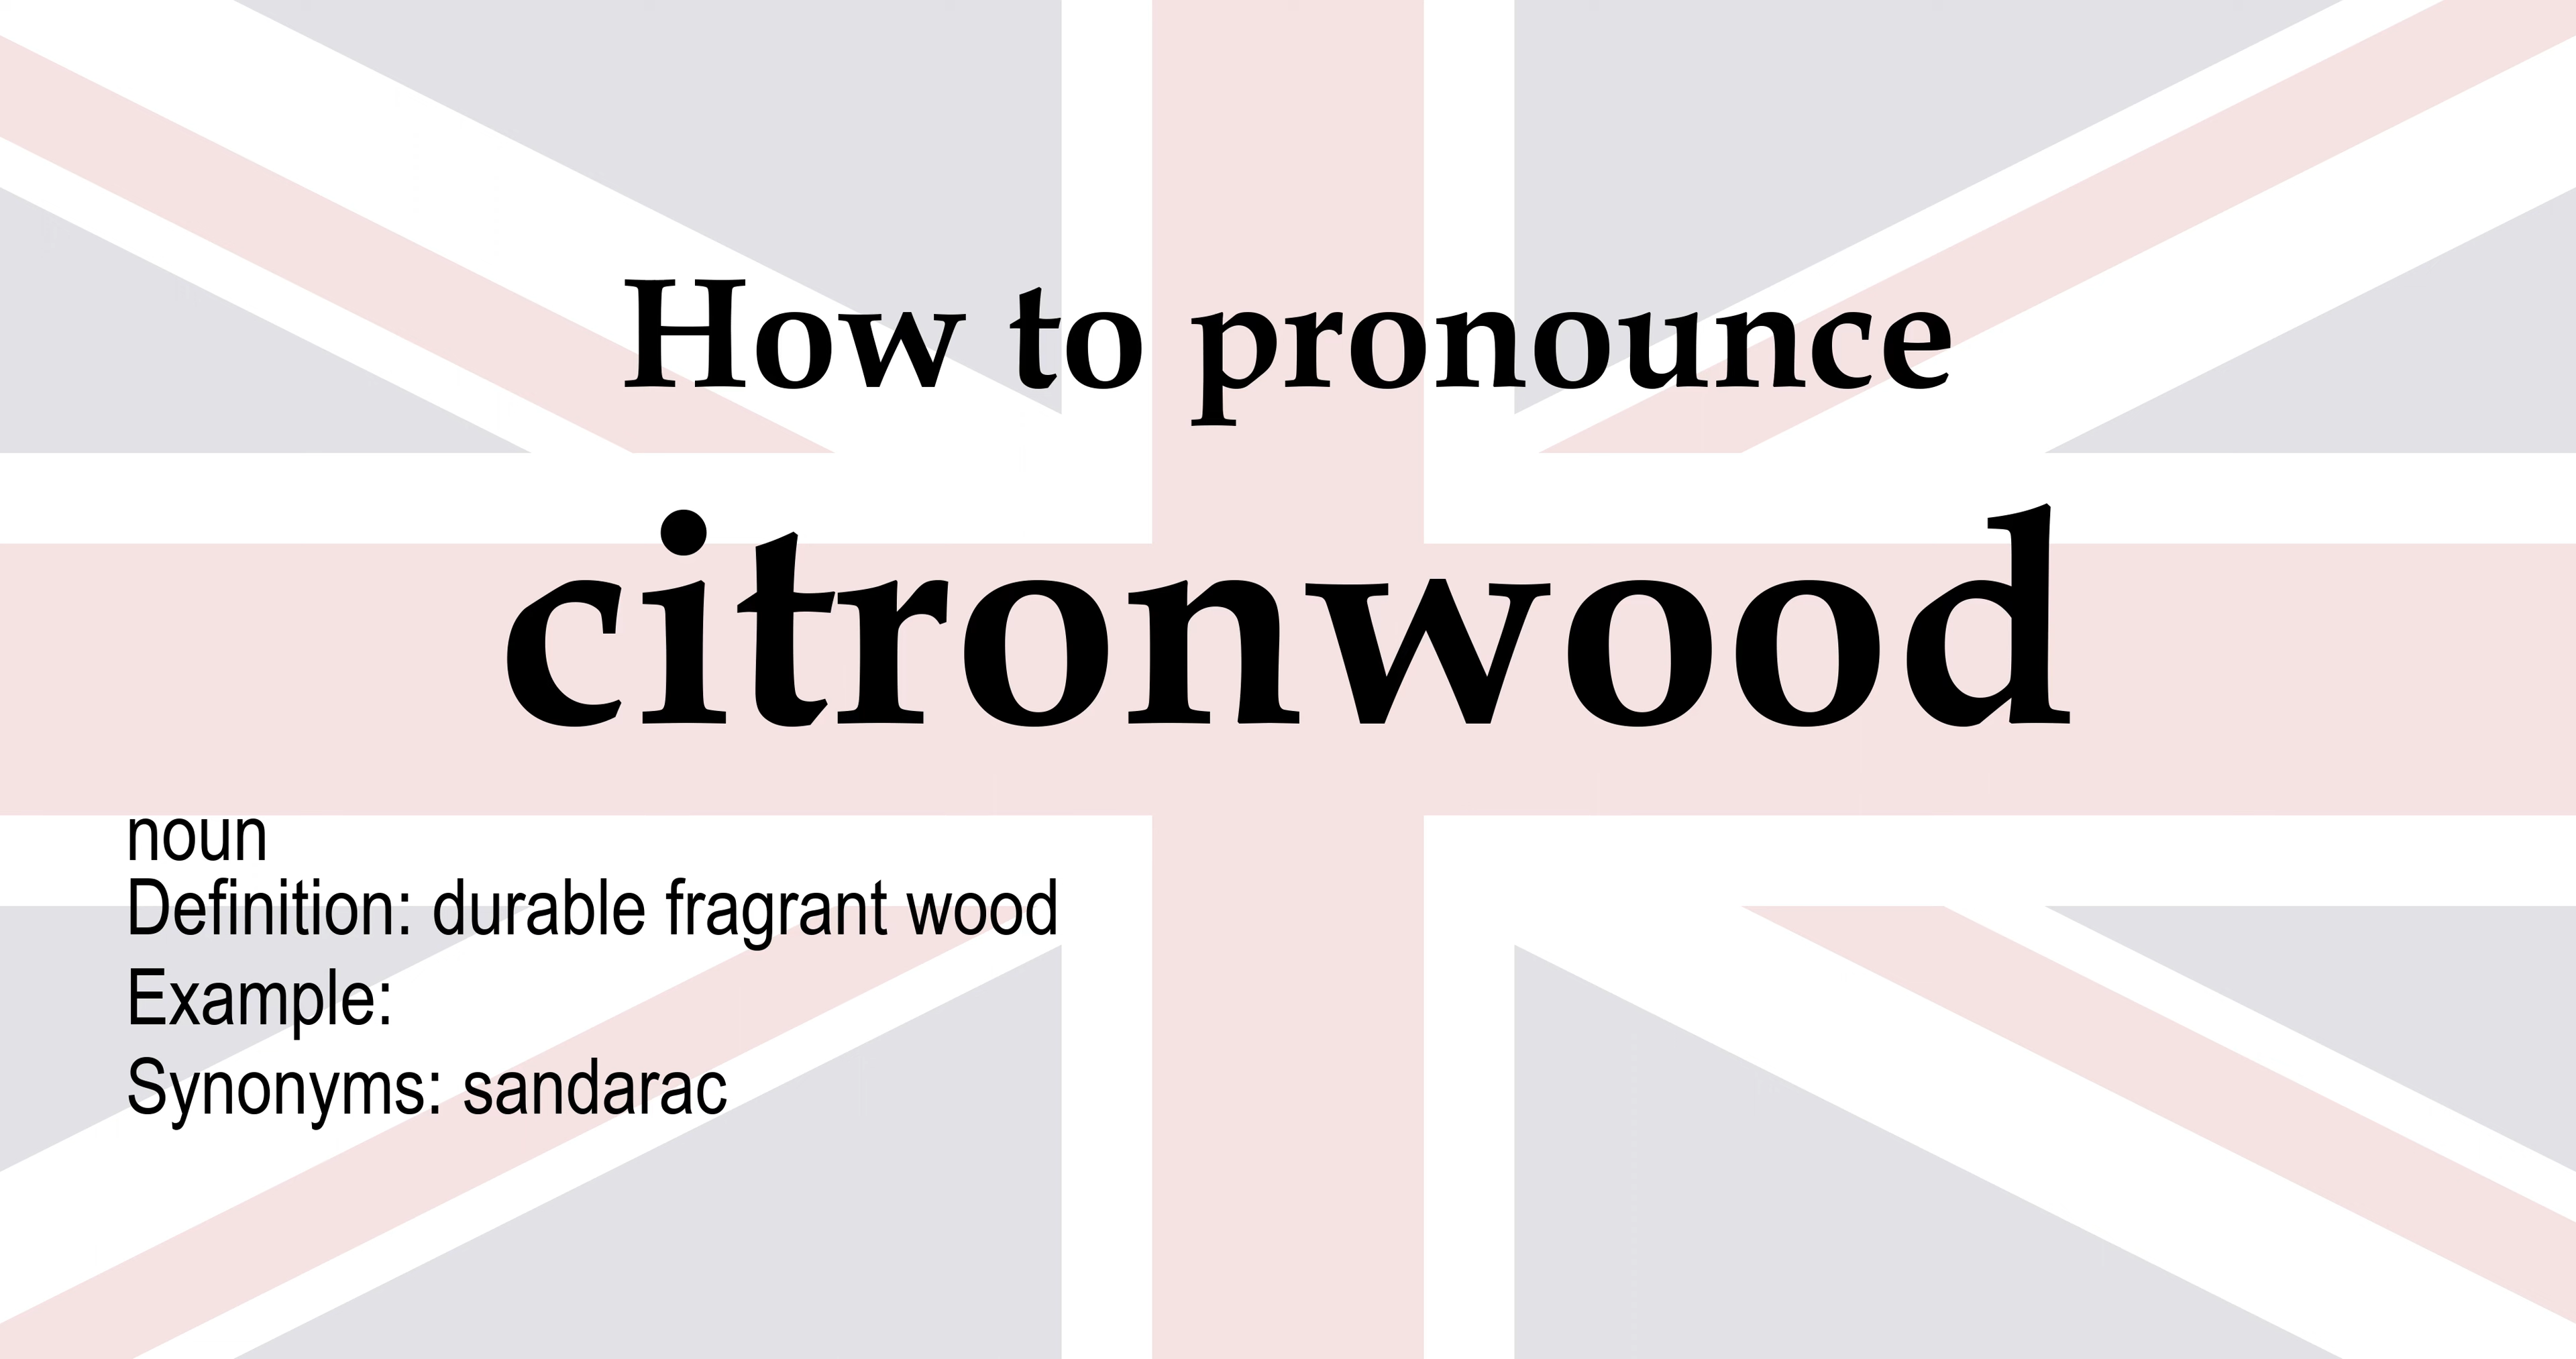 How to pronounce
citronwood
noun
Definition: durable fragrant wood
Example:
Synonyms: sandarac